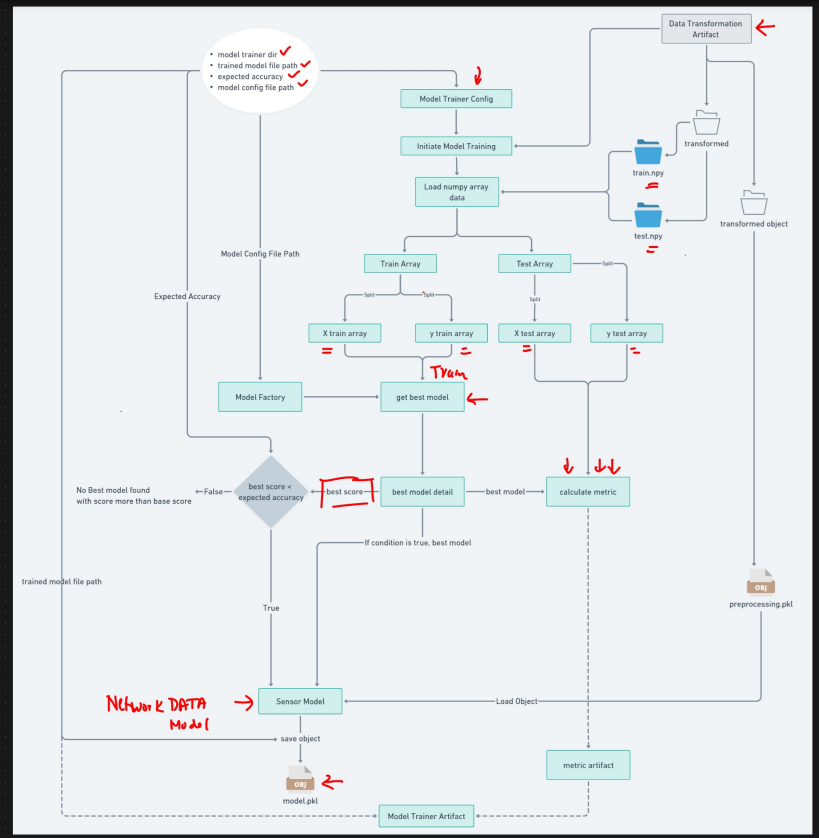 Data Transformation
Artifact
• model trainer dir
• trained model file path
• expected accuracy
• model config file path
Model Trainer Config
Initiate Model Training
transformed
train.npy
Load numpy array
data
transformed object
test.npy
Model Config File Path
Train Array
Test Array
Split
Expected Accuracy
Split
Split
Split
X train array
y train array
X test array
y test array
Train
Model Factory
get best model
best score <
expected accuracy
False
No Best model found
with score more than base score
best score
best model detail
best model
calculate metric
If condition is true, best model
trained model file path
OBJ
preprocessing.pkl
True
Network DATA
Model
Sensor Model
Load Object
save object
metric artifact
OBJ
model.pkl
Model Trainer Artifact